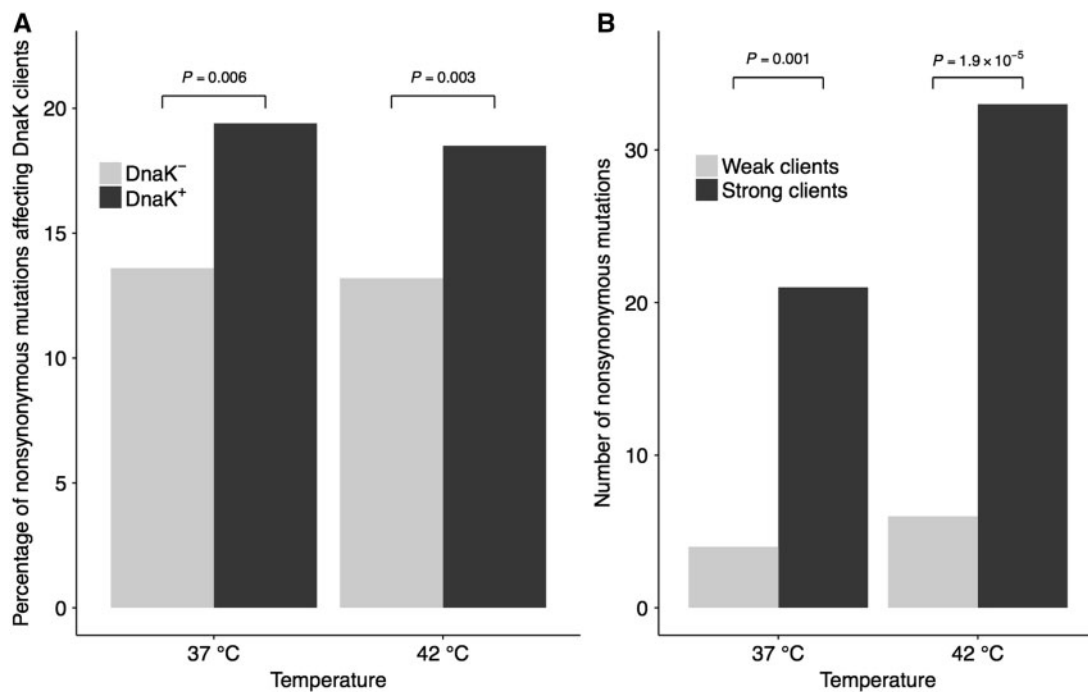 A
Percentage of nonsynonymous mutations affecting DnaK clients
20
15
10
5
0
P = 0.006
P = 0.003
DnaK⁻
DnaK⁺
37 °C
42 °C
Temperature
B
Number of nonsynonymous mutations
30
20
10
0
P = 0.001
P = 1.9 × 10⁻⁵
Weak clients
Strong clients
37 °C
42 °C
Temperature